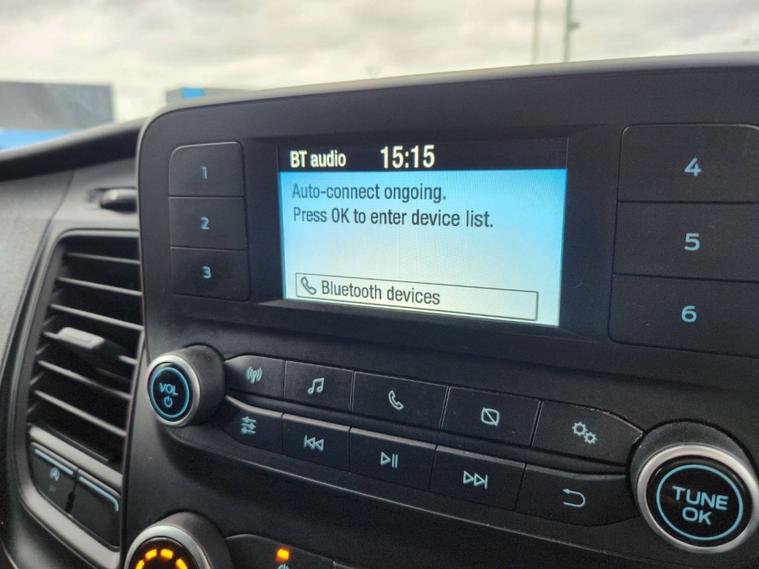 BT audio 15:15
Auto-connect ongoing.
Press OK to enter device list.
Bluetooth devices
1
2
3
4
5
6
VOL
TUNE
OK